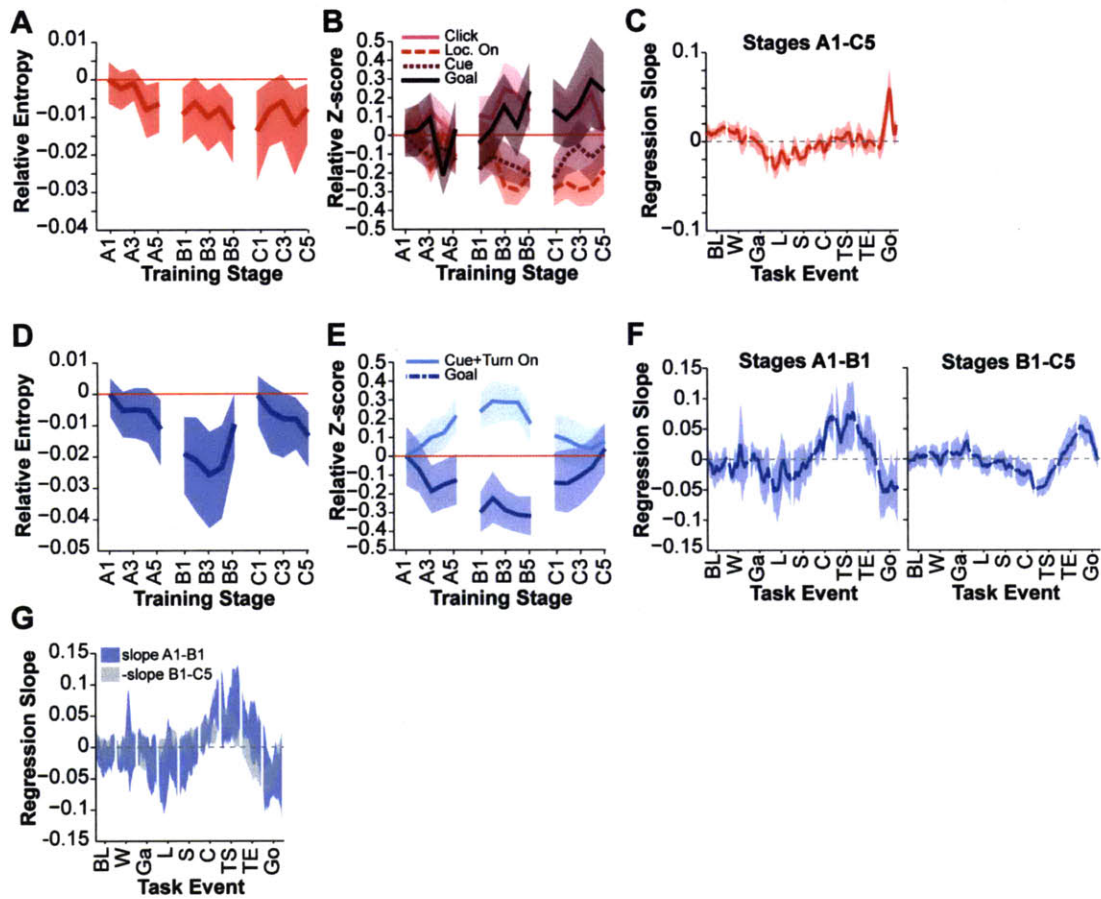 A
Relative Entropy
0.01
0
−0.01
−0.02
−0.03
−0.04
A1 A3 A5 B1 B3 B5 C1 C3 C5
Training Stage
B
Relative Z-score
0.5
0.4
0.3
0.2
0.1
0
-0.1
-0.2
-0.3
-0.4
-0.5
Click
Loc. On
Cue
Goal
A1 A3 A5 B1 B3 B5 C1 C3 C5
Training Stage
C
Stages A1-C5
Regression Slope
0.1
0
−0.1
BL W Ga L S C TS TE Go
Task Event
D
Relative Entropy
0.01
0
−0.01
−0.02
−0.03
−0.04
−0.05
A1 A3 A5 B1 B3 B5 C1 C3 C5
Training Stage
E
Relative Z-score
0.5
0.4
0.3
0.2
0.1
0
-0.1
-0.2
-0.3
-0.4
-0.5
Cue+Turn On
Goal
A1 A3 A5 B1 B3 B5 C1 C3 C5
Training Stage
F
Stages A1-B1
Stages B1-C5
Regression Slope
0.15
0.1
0.05
0
−0.05
−0.1
−0.15
BL W Ga L S C TS TE Go
Task Event
BL W Ga L S C TS TE Go
Task Event
G
Regression Slope
0.15
0.1
0.05
0
−0.05
−0.1
-0.15
slope A1-B1
-slope B1-C5
BL W Ga L S C TS TE Go
Task Event